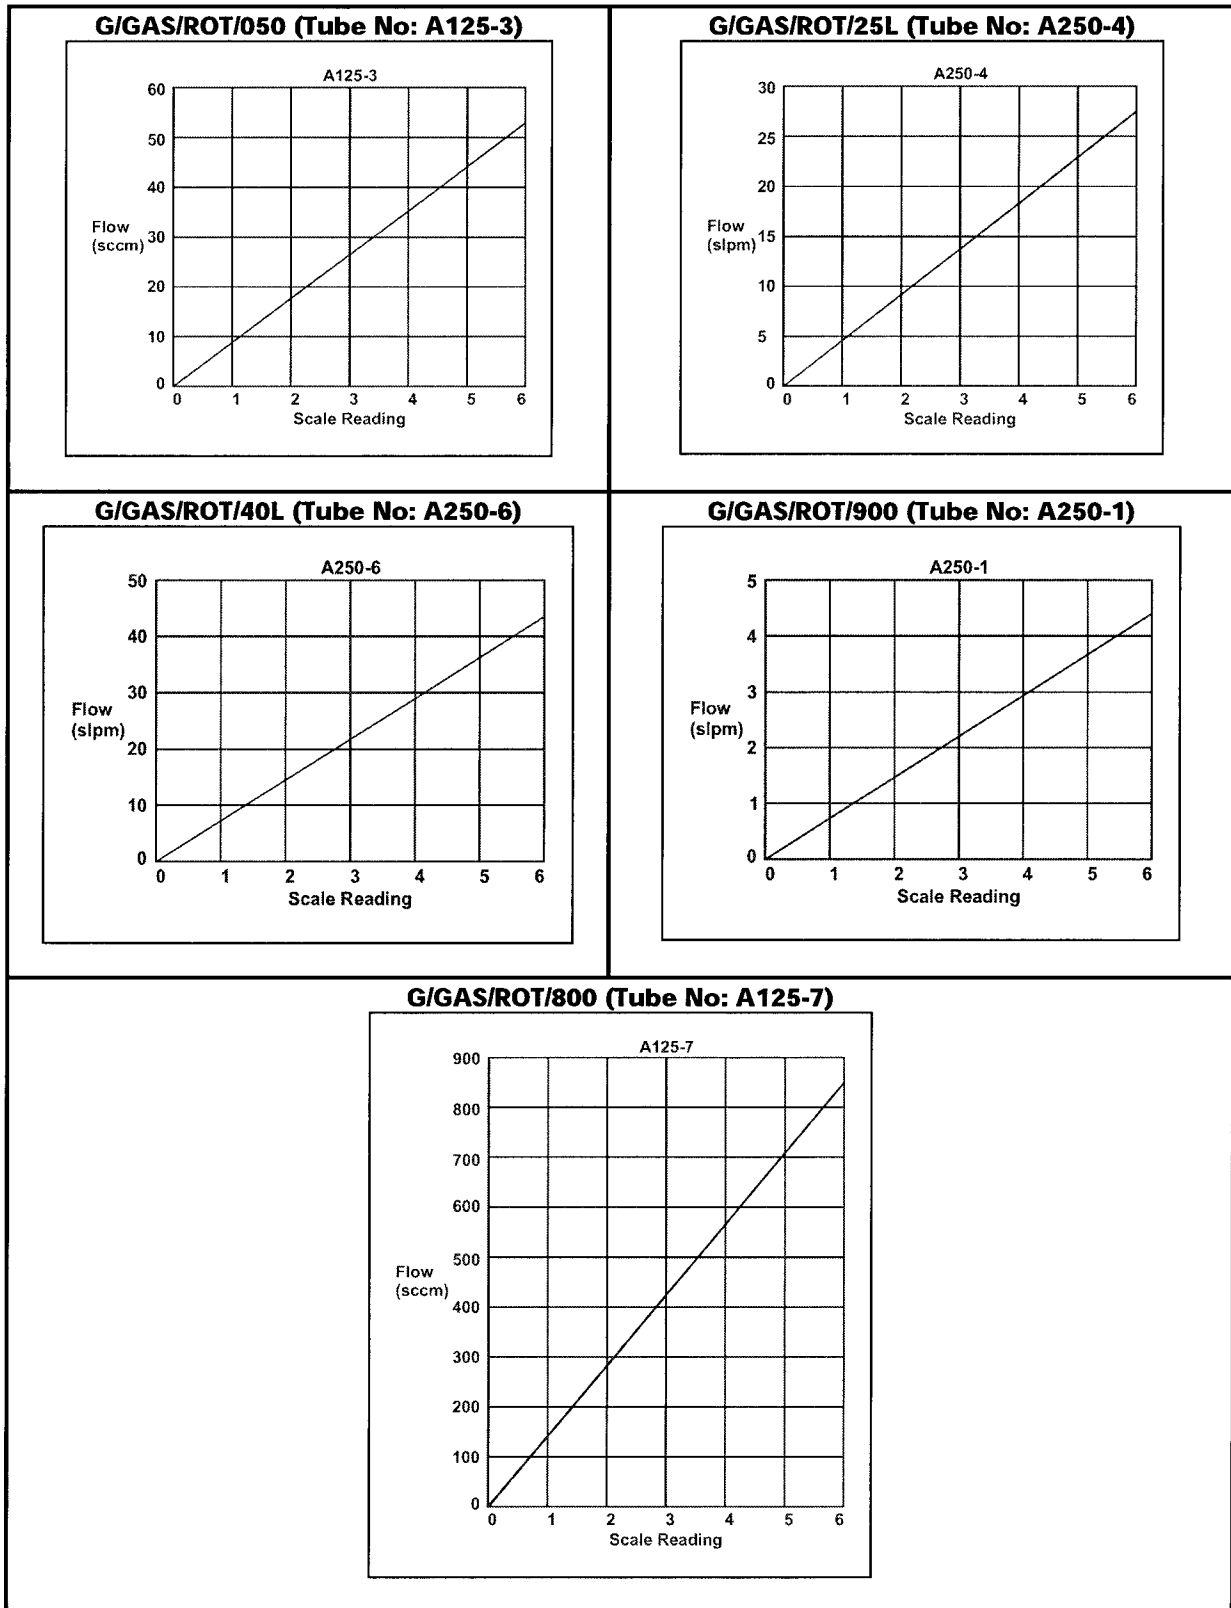 G/GAS/ROT/050 (Tube No: A125-3)
A125-3
60
50
40
Flow
(sccm)
30
20
10
0
0 1 2 3 4 5 6
Scale Reading
G/GAS/ROT/25L (Tube No: A250-4)
A250-4
30
25
20
Flow
(slpm)
15
10
5
0
0 1 2 3 4 5 6
Scale Reading
G/GAS/ROT/40L (Tube No: A250-6)
A250-6
50
40
30
Flow
(slpm)
20
10
0
0 1 2 3 4 5 6
Scale Reading
G/GAS/ROT/900 (Tube No: A250-1)
A250-1
5
4
3
Flow
(slpm)
2
1
0
0 1 2 3 4 5 6
Scale Reading
G/GAS/ROT/800 (Tube No: A125-7)
A125-7
900
800
700
600
500
Flow
(sccm)
400
300
200
100
0
0 1 2 3 4 5 6
Scale Reading